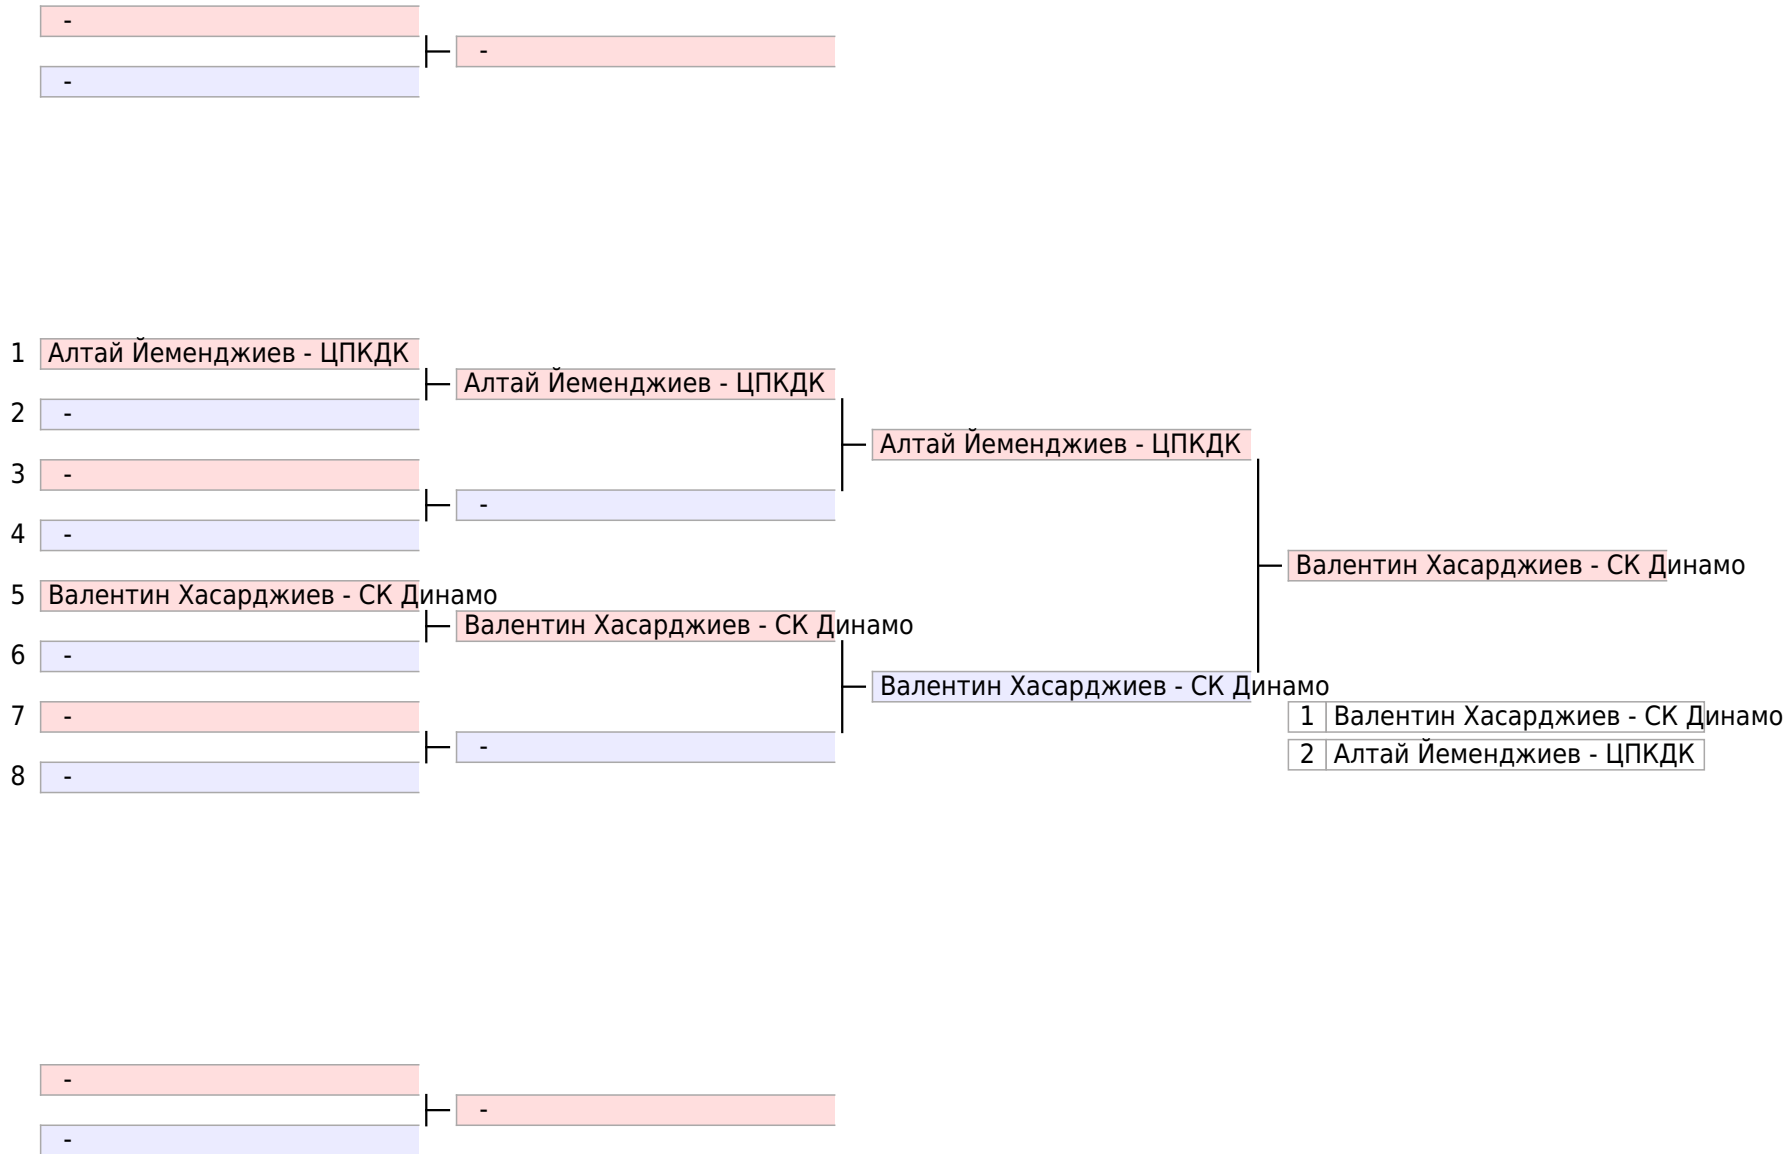 -
-
-
1 Алтай Йеменджиев - ЦПКДК
Алтай Йеменджиев - ЦПКДК
2 -
Алтай Йеменджиев - ЦПКДК
3 -
-
4 -
Валентин Хасарджиев - СК Динамо
5 Валентин Хасарджиев - СК Динамо
Валентин Хасарджиев - СК Динамо
6 -
Валентин Хасарджиев - СК Динамо
7 -
1 Валентин Хасарджиев - СК Динамо
-
2 Алтай Йеменджиев - ЦПКДК
8 -
-
-
-